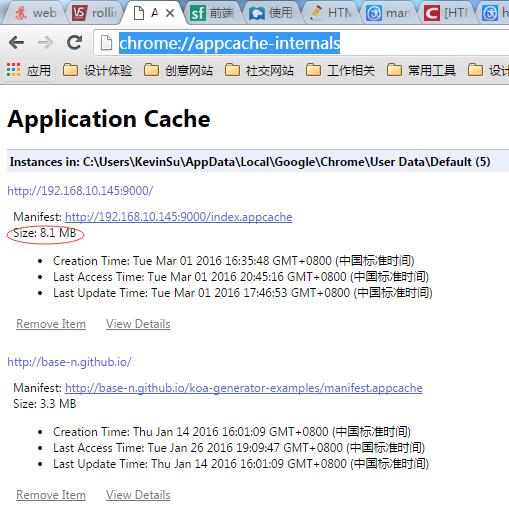 web
rollin
A
前端
使用
HTM
mar
[HT
h
chrome://appcache-internals
应用 设计体验 创意网站 社交网站 工作相关 常用工具 设计
Application Cache
Instances in: C:\Users\KevinSu\AppData\Local\Google\Chrome\User Data\Default (5)
http://192.168.10.145:9000/
Manifest: http://192.168.10.145:9000/index.appcache
Size: 8.1 MB
Creation Time: Tue Mar 01 2016 16:35:48 GMT+0800 (中国标准时间)
Last Access Time: Tue Mar 01 2016 20:45:16 GMT+0800 (中国标准时间)
Last Update Time: Tue Mar 01 2016 17:46:53 GMT+0800 (中国标准时间)
Remove Item View Details
http://base-n.github.io/
Manifest: http://base-n.github.io/koa-generator-examples/manifest.appcache
Size: 3.3 MB
Creation Time: Thu Jan 14 2016 16:01:09 GMT+0800 (中国标准时间)
Last Access Time: Tue Jan 26 2016 19:09:47 GMT+0800 (中国标准时间)
Last Update Time: Thu Jan 14 2016 16:01:09 GMT+0800 (中国标准时间)
Remove Item View Details